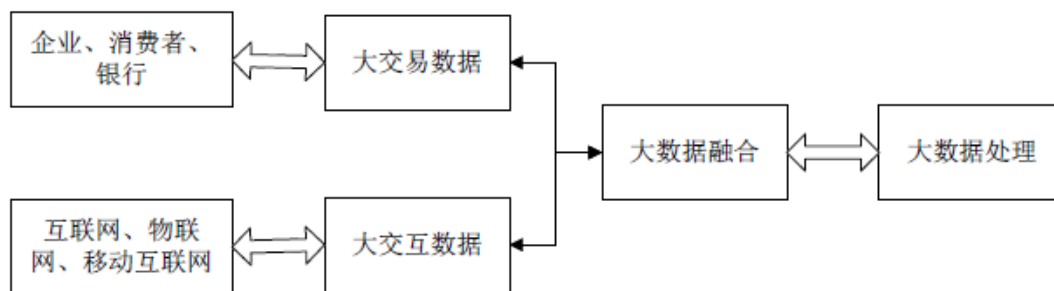 企业、消费者、
银行
大交易数据
大数据融合
大数据处理
互联网、物联
网、移动互联网
大交互数据